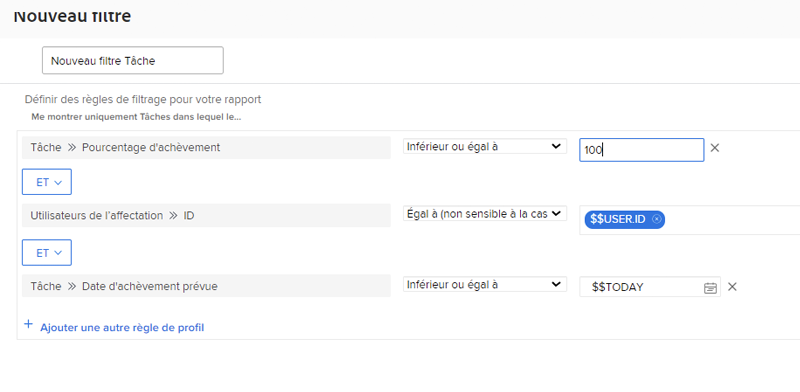 Nouveau filtre
Nouveau filtre Tâche
Définir des règles de filtrage pour votre rapport
Me montrer uniquement Tâches dans lequel le...
Tâche » Pourcentage d'achèvement Inférieur ou égal à 100
ET
Utilisateurs de l'affectation » ID Égal à (non sensible à la cas $$USER.ID
ET
Tâche » Date d'achèvement prévue Inférieur ou égal à $$TODAY
+ Ajouter une autre règle de profil